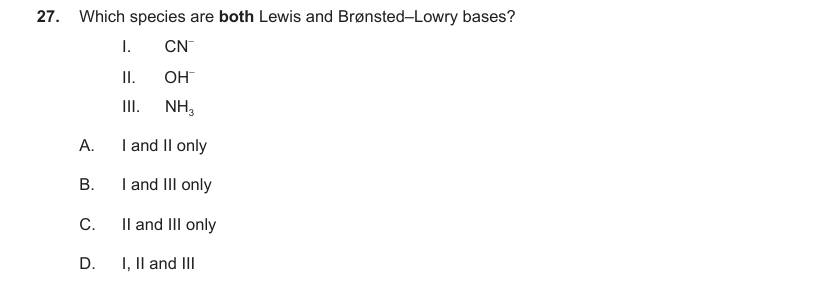 27. Which species are both Lewis and Brønsted–Lowry bases?
I. CN⁻
II. OH⁻
III. NH₃
A. I and II only
B. I and III only
C. II and III only
D. I, II and III